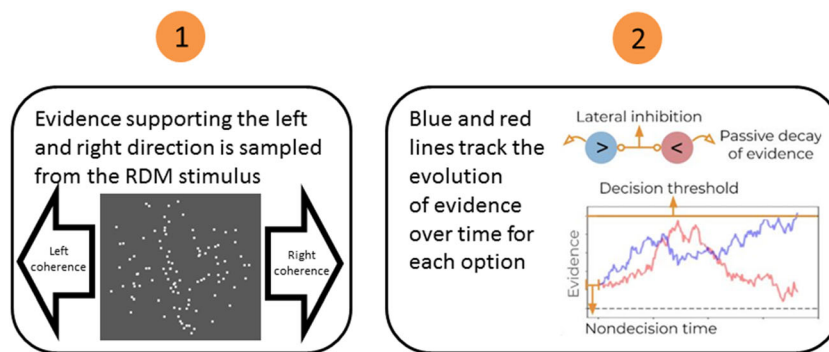 1
Evidence supporting the left
and right direction is sampled
from the RDM stimulus
Left
coherence
Right
coherence
2
Blue and red
lines track the
evolution
of evidence
over time for
each option
Lateral inhibition
>
<
Passive decay
of evidence
Decision threshold
Evidence
Nondecision time